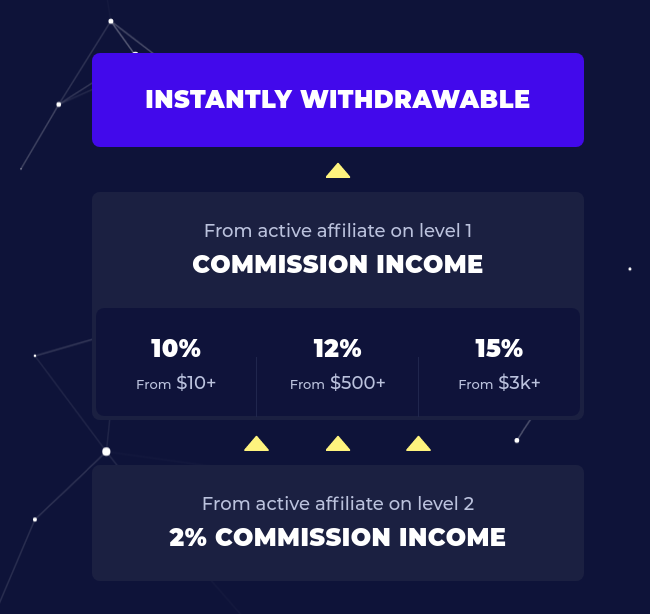 INSTANTLY WITHDRAWABLE
From active affiliate on level 1
COMMISSION INCOME
10% 12% 15%
From $10+ From $500+ From $3k+
From active affiliate on level 2
2% COMMISSION INCOME